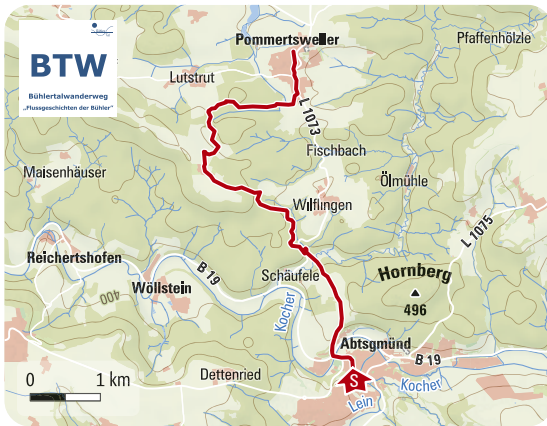 BTW
Bühlertalwanderweg
„Flussgeschichten der Bühler"
Pommertsweiler
Pfaffenhölzle
Lutstrut
L 1073
Fischbach
Maisenhäuser
Ölmühle
Wilflingen
L 1075
Reichertshofen
B 19
Schäufele
Hornberg
496
Wöllstein
400
Kocher
Abtsgmünd
B 19
Dettenried
S
Kocher
Lein
0 1 km